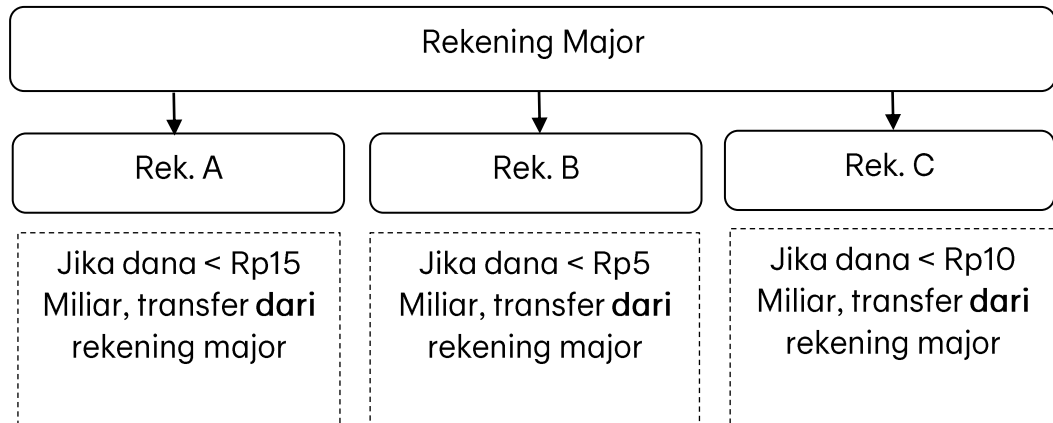 Rekening Major
Rek. A
Rek. B
Rek. C
Jika dana < Rp15
Miliar, transfer dari
rekening major
Jika dana < Rp5
Miliar, transfer dari
rekening major
Jika dana < Rp10
Miliar, transfer dari
rekening major